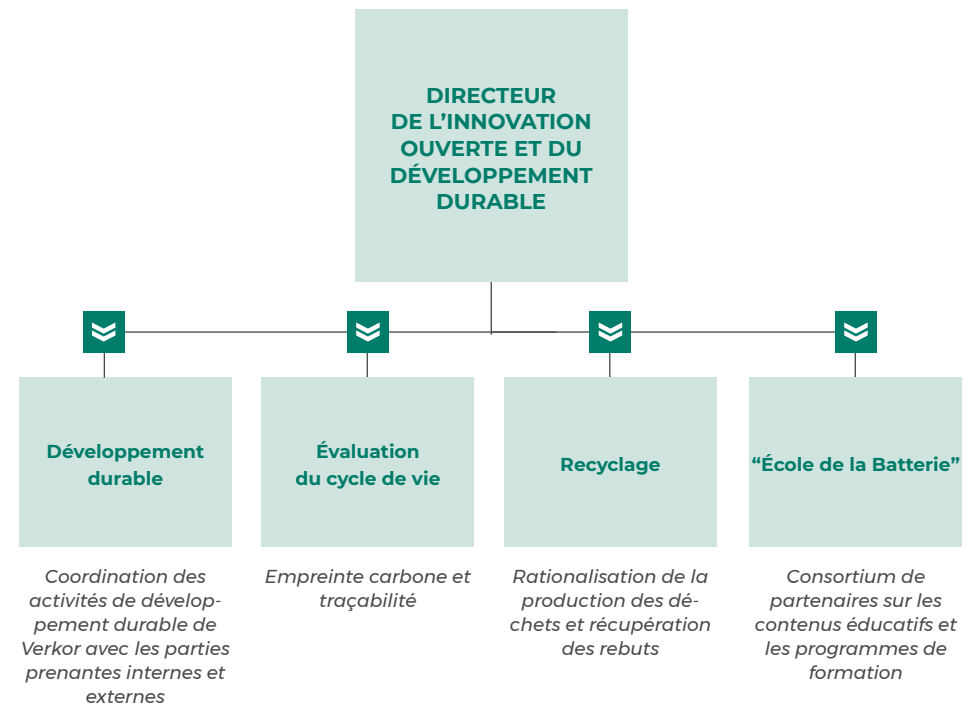 DIRECTEUR
DE L’INNOVATION
OUVERTE ET DU
DÉVELOPPEMENT
DURABLE
Développement
durable
Évaluation
du cycle de vie
Recyclage
“École de la Batterie”
Coordination des
activités de dévelop-
pement durable de
Verkor avec les parties
prenantes internes et
externes
Empreinte carbone et
traçabilité
Rationalisation de la
production des dé-
chets et récupération
des rebuts
Consortium de
partenaires sur les
contenus éducatifs et
les programmes de
formation